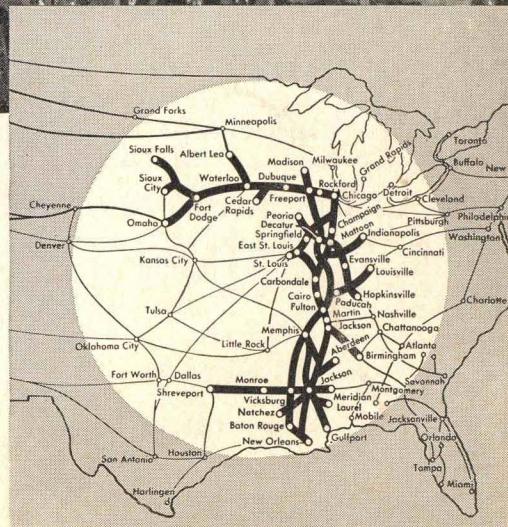 Grand Forks
Minneapolis
Sioux Falls
Albert Lea
Madison
Milwaukee
Grand Rapids
Toronto
Buffalo
New
Sioux City
Waterloo
Dubuque
Rockford
Chicago
Detroit
Cleveland
Cheyenne
Omaha
Fort Dodge
Cedar Rapids
Freeport
Pittsburgh
Philadelphi
Washington
Denver
Peoria
Decatur
Springfield
Champaign
Mattoon
Indianapolis
Cincinnati
East St. Louis
St. Louis
Kansas City
Evansville
Louisville
Carbondale
Cairo
Fulton
Paducah
Hopkinsville
Tulsa
Martin
Jackson
Nashville
Chattanooga
Charlotte
Oklahoma City
Little Rock
Memphis
Aberdeen
Birmingham
Atlanta
Fort Worth
Dallas
Shreveport
Monroe
Vicksburg
Jackson
Meridian
Laurel
Montgomery
Savannah
Natchez
Mobile
Baton Rouge
New Orleans
Gulfport
Jacksonville
Orlando
San Antonio
Houston
Tampa
Miami
Harlingen